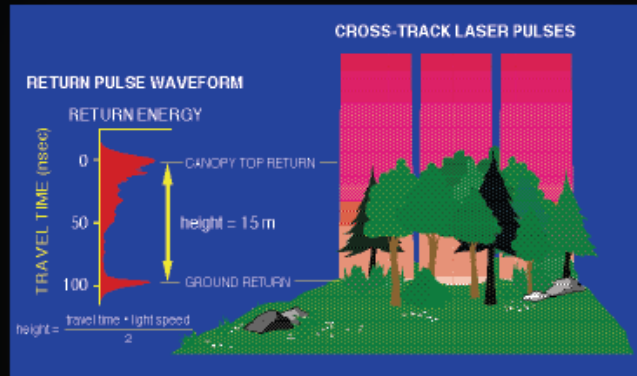 CROSS-TRACK LASER PULSES
RETURN PULSE WAVEFORM
RETURN ENERGY
TRAVEL TIME (nsec)
0
CANOPY TOP RETURN
50
height = 15 m
100
GROUND RETURN
height = travel time • light speed
2